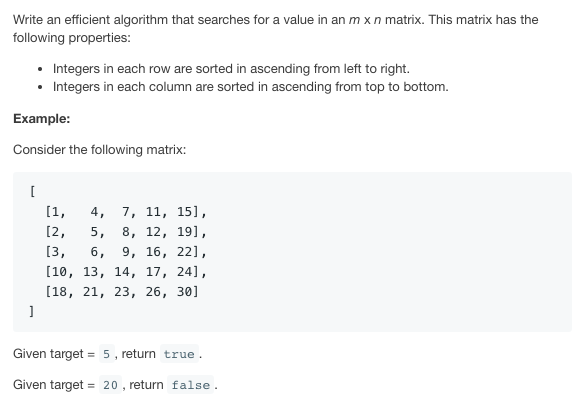 Write an efficient algorithm that searches for a value in an m x n matrix. This matrix has the
following properties:
• Integers in each row are sorted in ascending from left to right.
• Integers in each column are sorted in ascending from top to bottom.
Example:
Consider the following matrix:
[
[1, 4, 7, 11, 15],
[2, 5, 8, 12, 19],
[3, 6, 9, 16, 22],
[10, 13, 14, 17, 24],
[18, 21, 23, 26, 30]
]
Given target = 5 , return true .
Given target = 20 , return false .